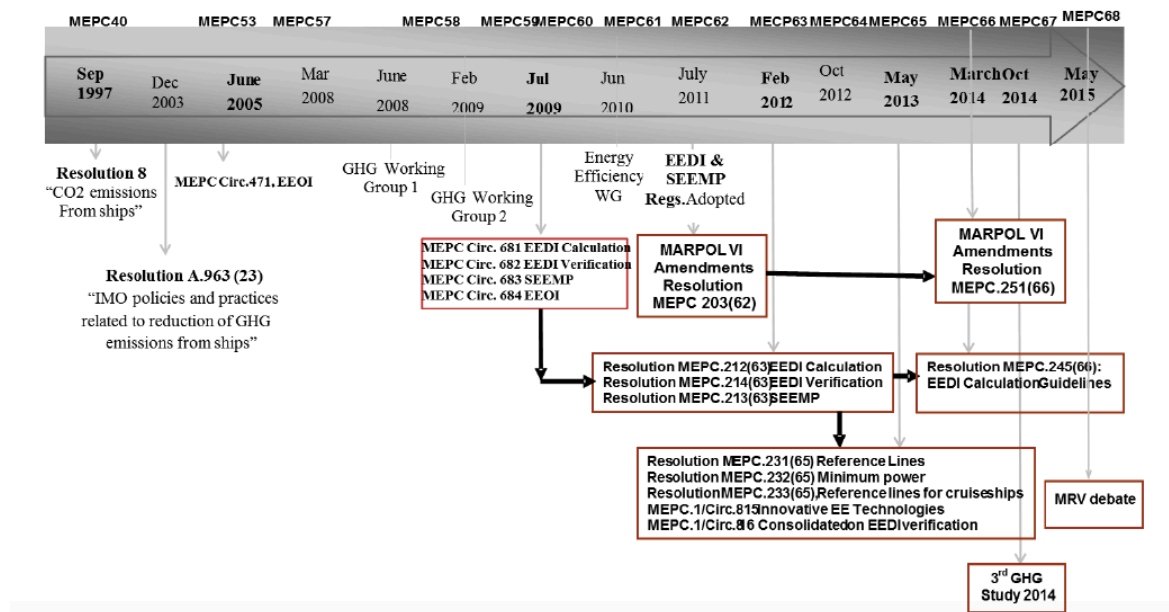 MEPC40 MEPC53 MEPC57 MEPC58 MEPC59 MEPC60 MEPC61 MEPC62 MECP63 MEPC64 MEPC65 MEPC66 MEPC67 MEPC68
Sep 1997
Dec 2003
June 2005
Mar 2008
June 2008
Feb 2009
Jul 2009
Jun 2010
July 2011
Feb 2012
Oct 2012
May 2013
March 2014
Oct 2014
May 2015
Resolution 8
“CO2 emissions
From ships”
MEPC Circ.471, EEOI
GHG Working
Group 1
GHG Working
Group 2
Energy
Efficiency
WG
EEDI &
SEEMP
Regs.Adopted
Resolution A.963 (23)
“IMO policies and practices
related to reduction of GHG
emissions from ships”
MEPC Circ. 681 EEDI Calculation
MEPC Circ. 682 EEDI Verification
MEPC Circ. 683 SEEMP
MEPC Circ. 684 EEOI
MARPOL VI
Amendments
Resolution
MEPC 203(62)
MARPOL VI
Amendments
Resolution
MEPC.251(66)
Resolution MEPC.212(63)EEDI Calculation
Resolution MEPC.214(63)EEDI Verification
Resolution MEPC.213(63)SEEMP
Resolution MEPC.245(66):
EEDI Calculation Guidelines
Resolution MEPC.231(65) Reference Lines
Resolution MEPC.232(65) Minimum power
Resolution MEPC.233(65), Reference lines for cruise ships
MEPC.1/Circ.815 Innovative EE Technologies
MEPC.1/Circ.816 Consolidated on EEDI verification
MRV debate
3rd GHG
Study 2014